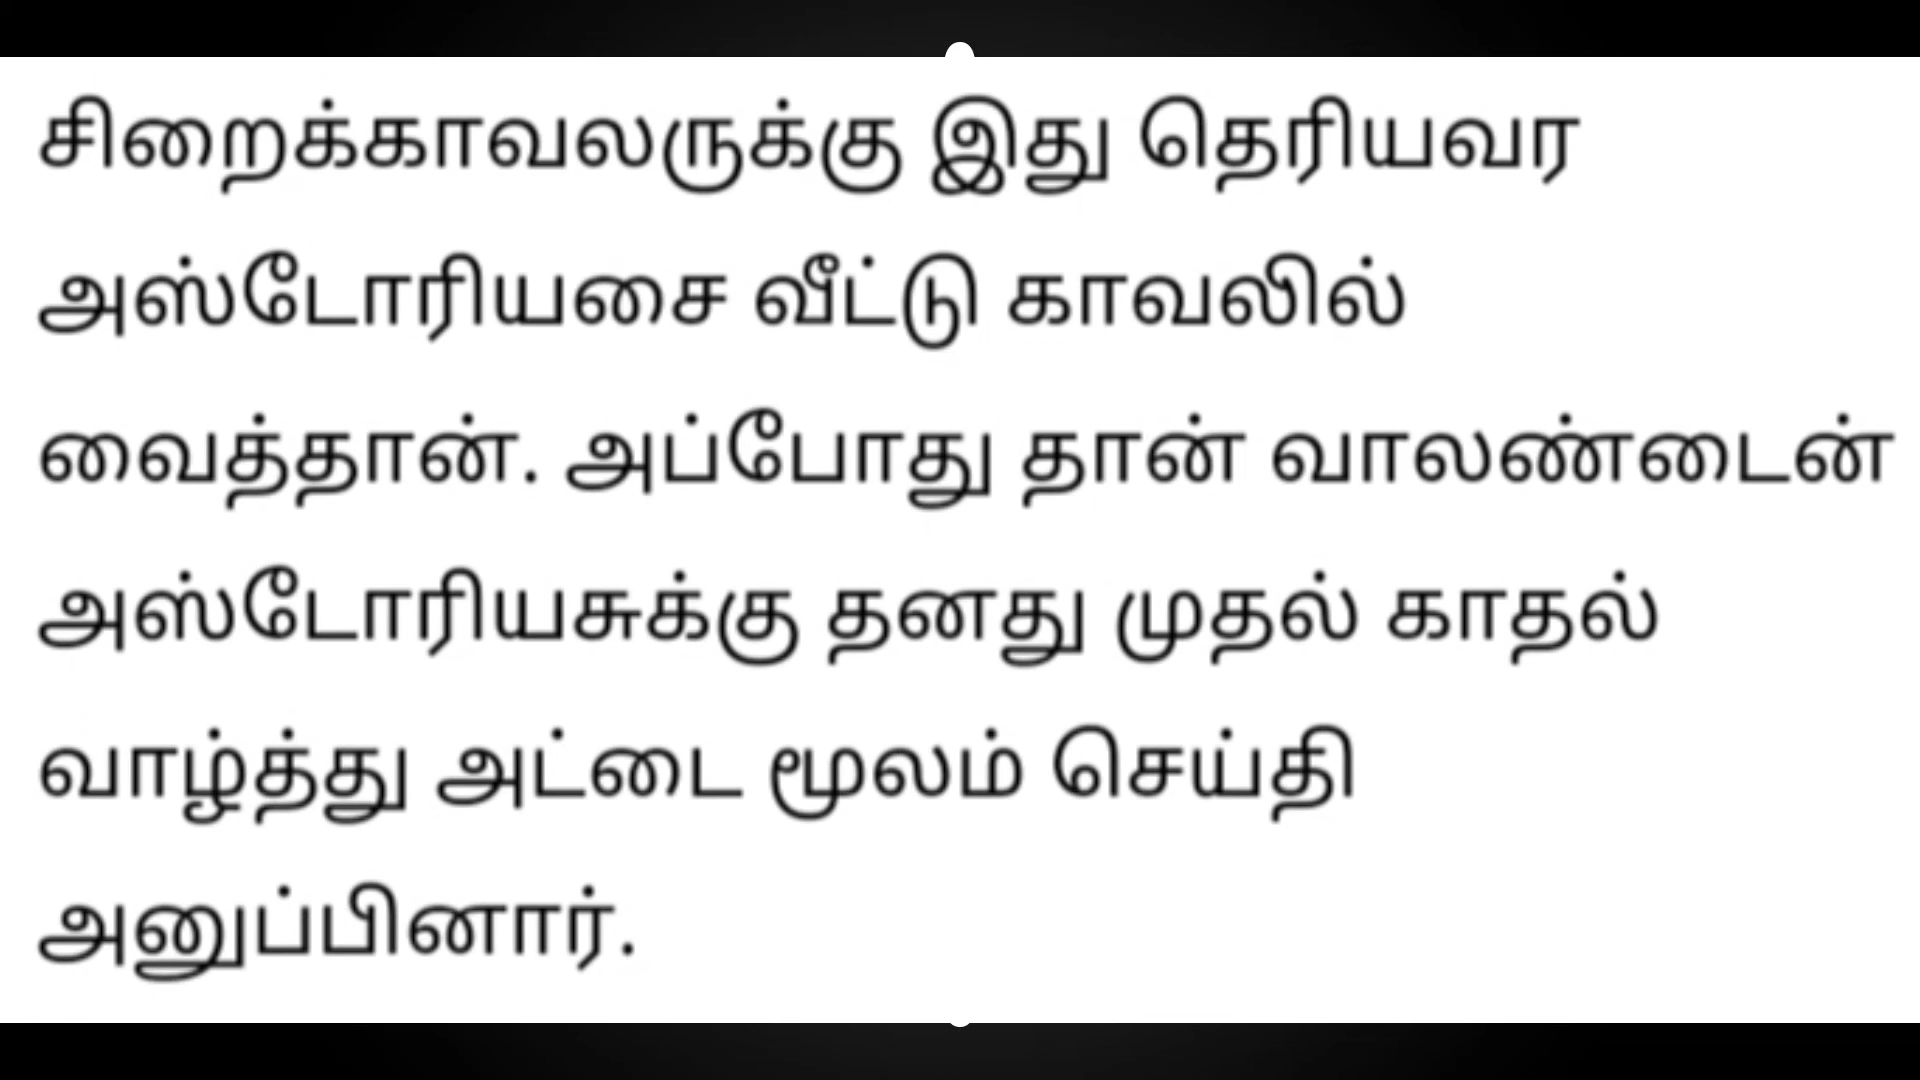 சிறைக்காவலருக்கு இது தெரியவர
அஸ்டோரியசை வீட்டு காவலில்
வைத்தான். அப்போது தான் வாலண்டைன்
அஸ்டோரியசுக்கு தனது முதல் காதல்
வாழ்த்து அட்டை மூலம் செய்தி
அனுப்பினார்.